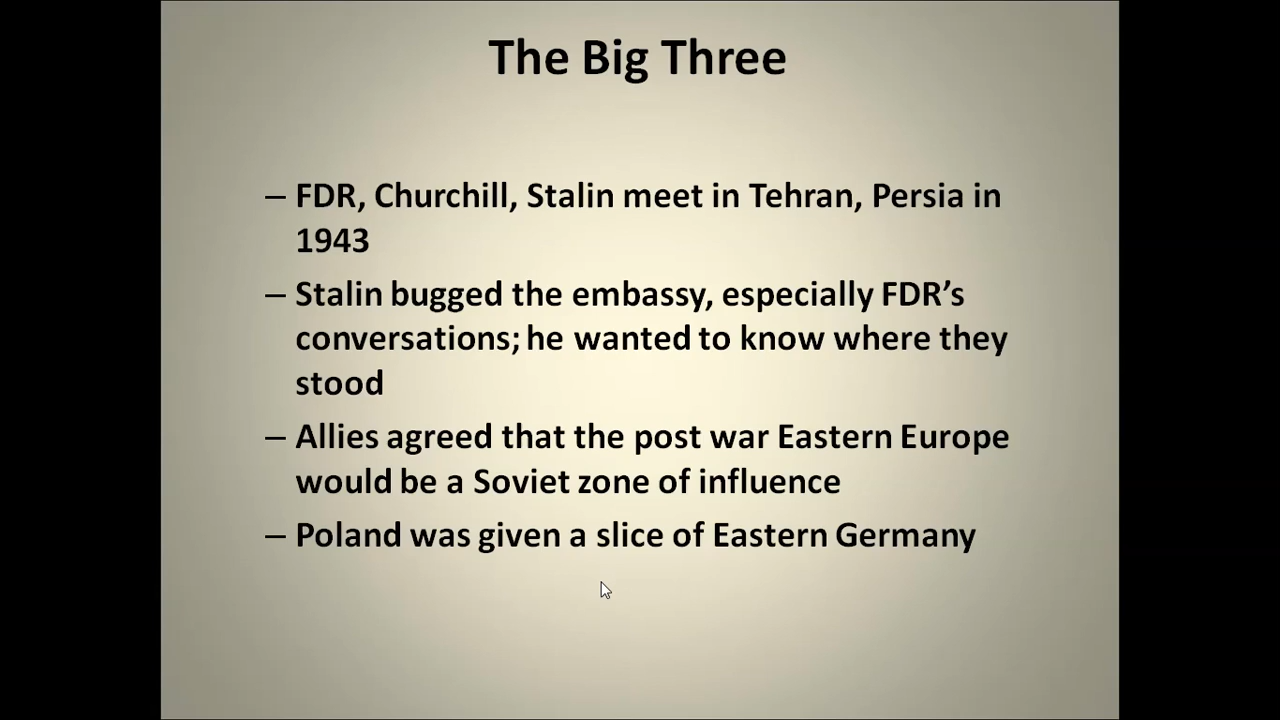 The Big Three
– FDR, Churchill, Stalin meet in Tehran, Persia in
1943
– Stalin bugged the embassy, especially FDR’s
conversations; he wanted to know where they
stood
– Allies agreed that the post war Eastern Europe
would be a Soviet zone of influence
– Poland was given a slice of Eastern Germany